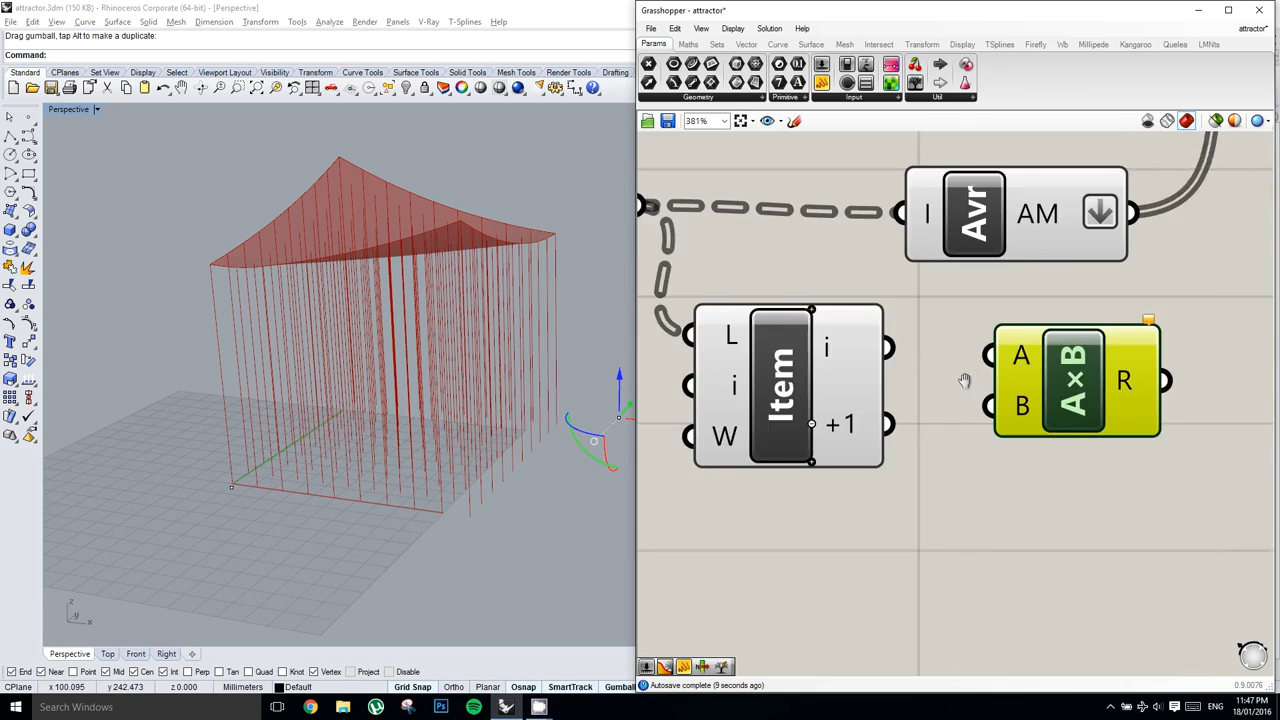 attractor.3dm (150 KB) - Rhinoceros Corporate (64-bit) - [Perspective]
File Edit View Curve Surface Solid Mesh Dimension Transform Tools Analyze Render Panels V-Ray T-Splines Help
Drag gumball, tap Alt to make a duplicate:
Command:
Standard CPlanes Set View Display Select Viewport Layout Visibility Transform Curve Tools Surface Tools Solid Tools Mesh Tools Render Tools Drafting
Perspective
z
y
x
Perspective Top Front Right
End Near Point Mid Cen Int Perp Tan Quad Knot Vertex Project Disable
CPlane x 100.095 y 242.473 z 0.000 Millimeters Default Grid Snap Ortho Planar Osnap SmartTrack Gumball
Grasshopper - attractor*
File Edit View Display Solution Help attractor*
Params Maths Sets Vector Curve Surface Mesh Intersect Transform Display TSplines Firefly Wb Millipede Kangaroo Quelea LMNts
Geometry Primitive Input Util
381%
I Avr AM
L
i
W
Item
i
+1
A
B
A×B
R
Autosave complete (9 seconds ago) 0.9.0076
Search Windows
ENG
11:47 PM
18/01/2016